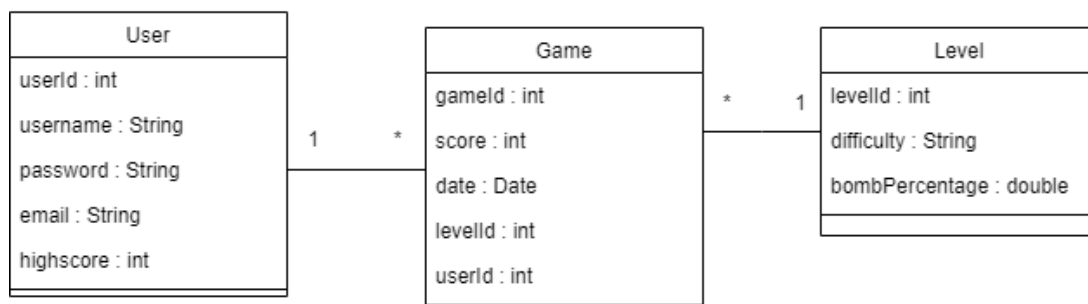 User
userId : int
username : String
password : String
email : String
highscore : int
1
*
Game
gameId : int
score : int
date : Date
levelId : int
userId : int
*
1
Level
levelId : int
difficulty : String
bombPercentage : double